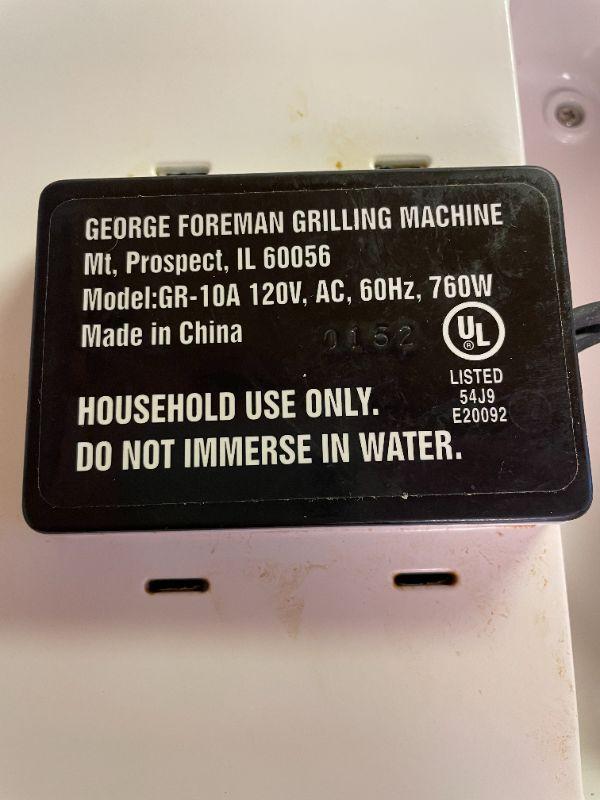 GEORGE FOREMAN GRILLING MACHINE
Mt, Prospect, IL 60056
Model:GR-10A 120V, AC, 60Hz, 760W
Made in China 0152
UL
®
LISTED
54J9
E20092
HOUSEHOLD USE ONLY.
DO NOT IMMERSE IN WATER.